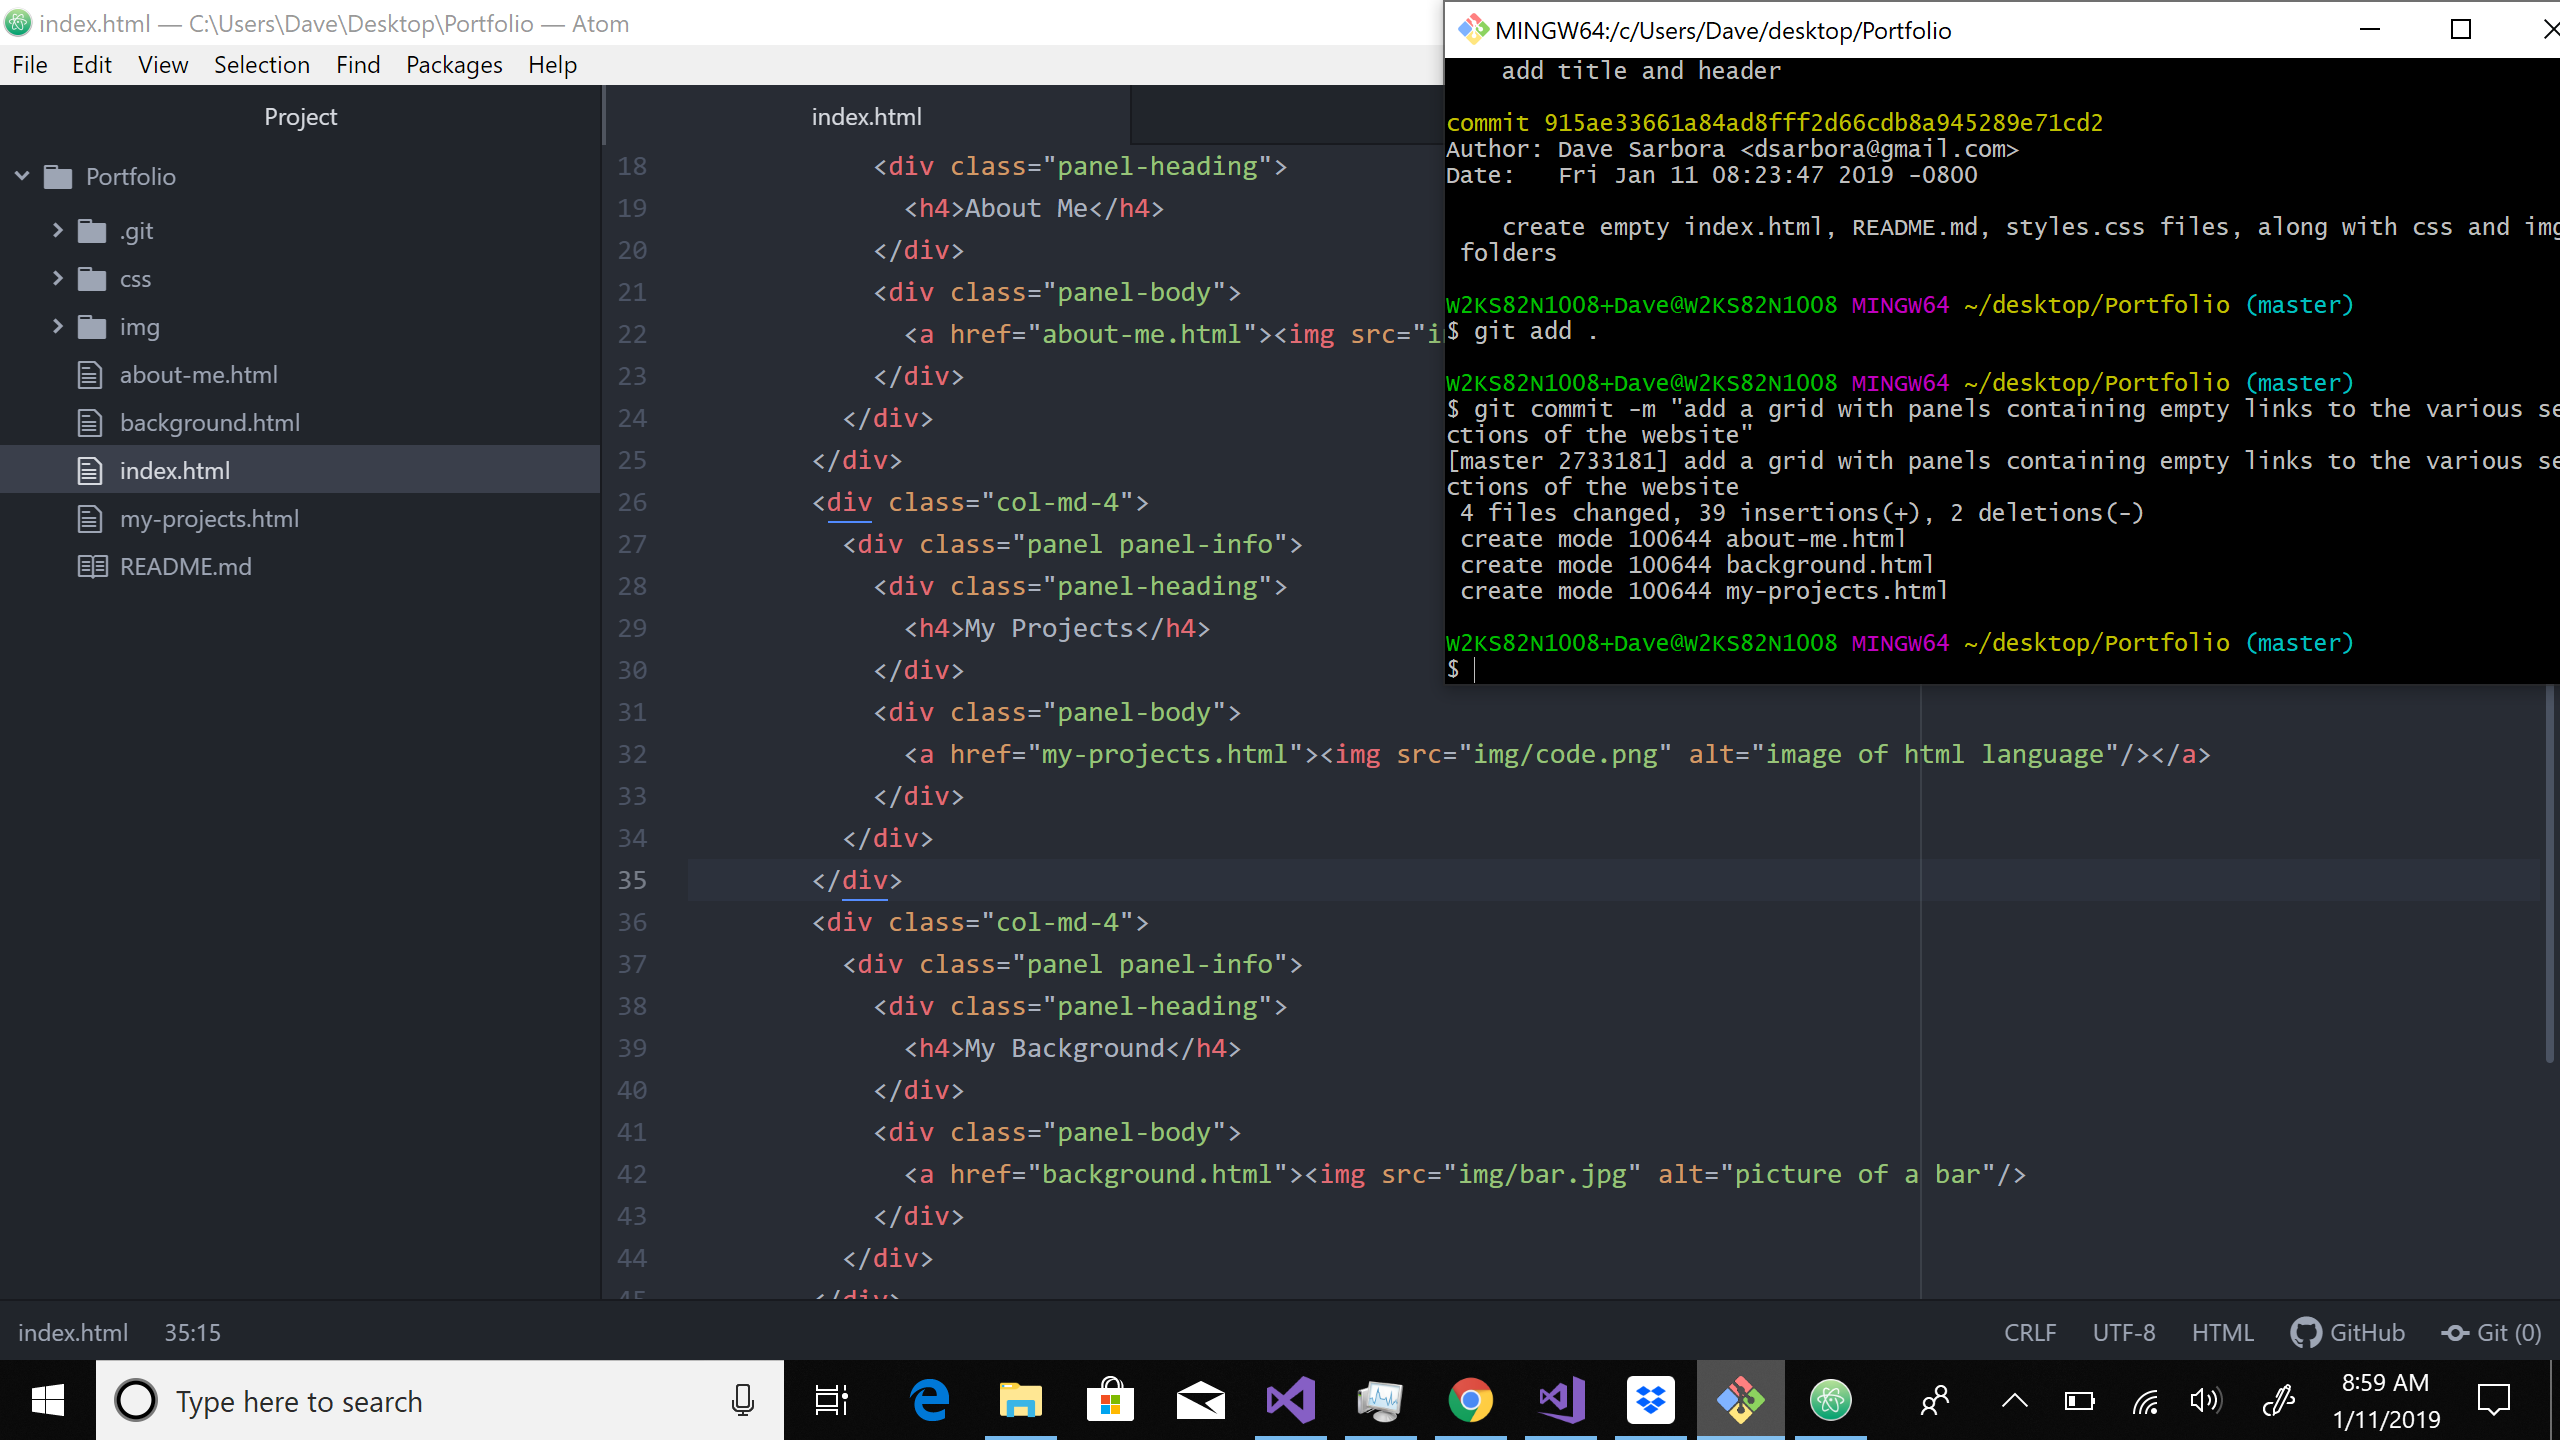 index.html — C:\Users\Dave\Desktop\Portfolio — Atom
File Edit View Selection Find Packages Help
Project
Portfolio
.git
css
img
about-me.html
background.html
index.html
my-projects.html
README.md
index.html
18 <div class="panel-heading">
19 <h4>About Me</h4>
20 </div>
21 <div class="panel-body">
22 <a href="about-me.html"><img src="i
23 </div>
24 </div>
25 </div>
26 <div class="col-md-4">
27 <div class="panel panel-info">
28 <div class="panel-heading">
29 <h4>My Projects</h4>
30 </div>
31 <div class="panel-body">
32 <a href="my-projects.html"><img src="img/code.png" alt="image of html language"/></a>
33 </div>
34 </div>
35 </div>
36 <div class="col-md-4">
37 <div class="panel panel-info">
38 <div class="panel-heading">
39 <h4>My Background</h4>
40 </div>
41 <div class="panel-body">
42 <a href="background.html"><img src="img/bar.jpg" alt="picture of a bar"/>
43 </div>
44 </div>
45 </div>
MINGW64:/c/Users/Dave/desktop/Portfolio
add title and header
commit 915ae33661a84ad8fff2d66cdb8a945289e71cd2
Author: Dave Sarbora <dsarbora@gmail.com>
Date: Fri Jan 11 08:23:47 2019 -0800
create empty index.html, README.md, styles.css files, along with css and img
folders
W2KS82N1008+Dave@W2KS82N1008 MINGW64 ~/desktop/Portfolio (master)
$ git add .
W2KS82N1008+Dave@W2KS82N1008 MINGW64 ~/desktop/Portfolio (master)
$ git commit -m "add a grid with panels containing empty links to the various se
ctions of the website"
[master 2733181] add a grid with panels containing empty links to the various se
ctions of the website
4 files changed, 39 insertions(+), 2 deletions(-)
create mode 100644 about-me.html
create mode 100644 background.html
create mode 100644 my-projects.html
W2KS82N1008+Dave@W2KS82N1008 MINGW64 ~/desktop/Portfolio (master)
$
index.html 35:15 CRLF UTF-8 HTML GitHub Git (0)
Type here to search
8:59 AM
1/11/2019